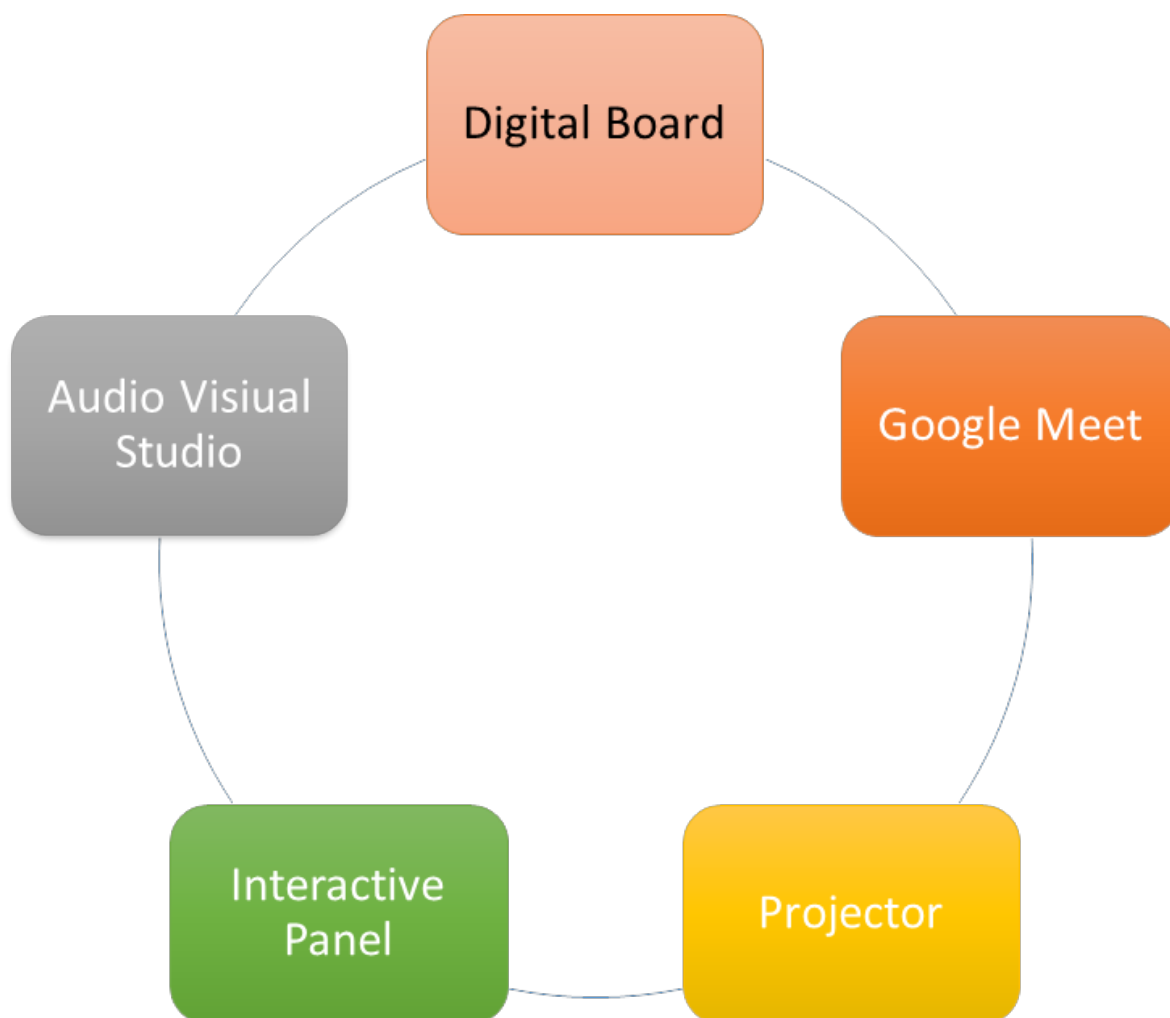 Digital Board
Google Meet
Projector
Interactive
Panel
Audio Visiual
Studio